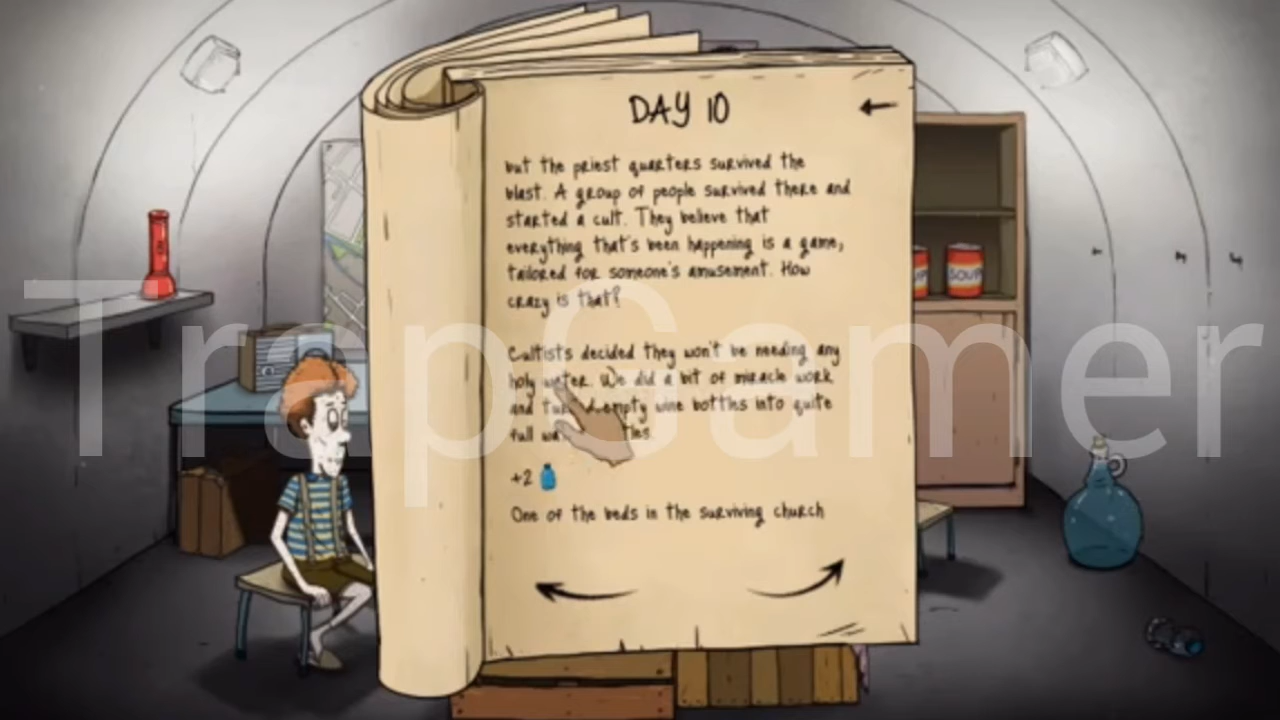 DAY 10
but the priest quarters survived the
blast. A group of people survived there and
started a cult. They believe that
everything that's been happening is a game,
tailored for someone's amusement. How
crazy is that?
Cultists decided they won't be needing any
holy water. We did a bit of miracle work
and empty wine bottles into quite
full
+2
One of the beds in the surviving church
SOUP
TrapGamer